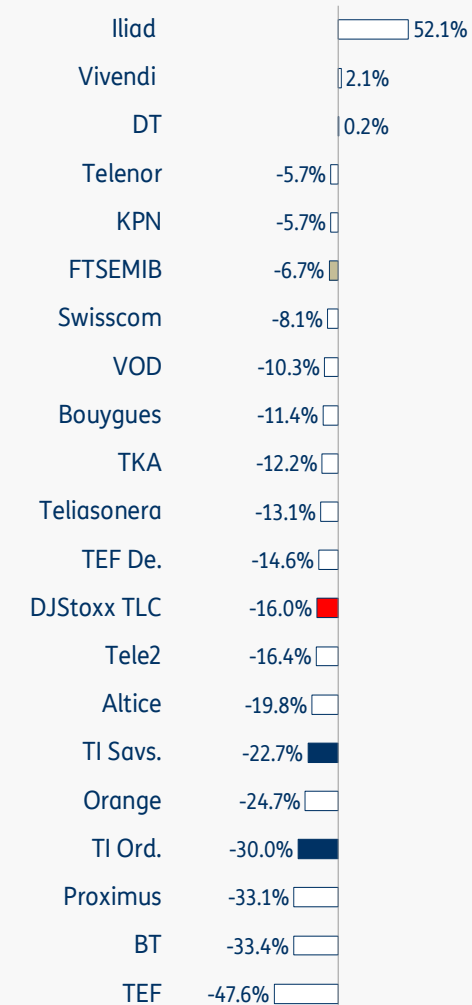 Iliad 52.1%
Vivendi 2.1%
DT 0.2%
Telenor -5.7%
KPN -5.7%
FTSEMIB -6.7%
Swisscom -8.1%
VOD -10.3%
Bouygues -11.4%
TKA -12.2%
Teliasonera -13.1%
TEF De. -14.6%
DJStoxx TLC -16.0%
Tele2 -16.4%
Altice -19.8%
TI Savs. -22.7%
Orange -24.7%
TI Ord. -30.0%
Proximus -33.1%
BT -33.4%
TEF -47.6%